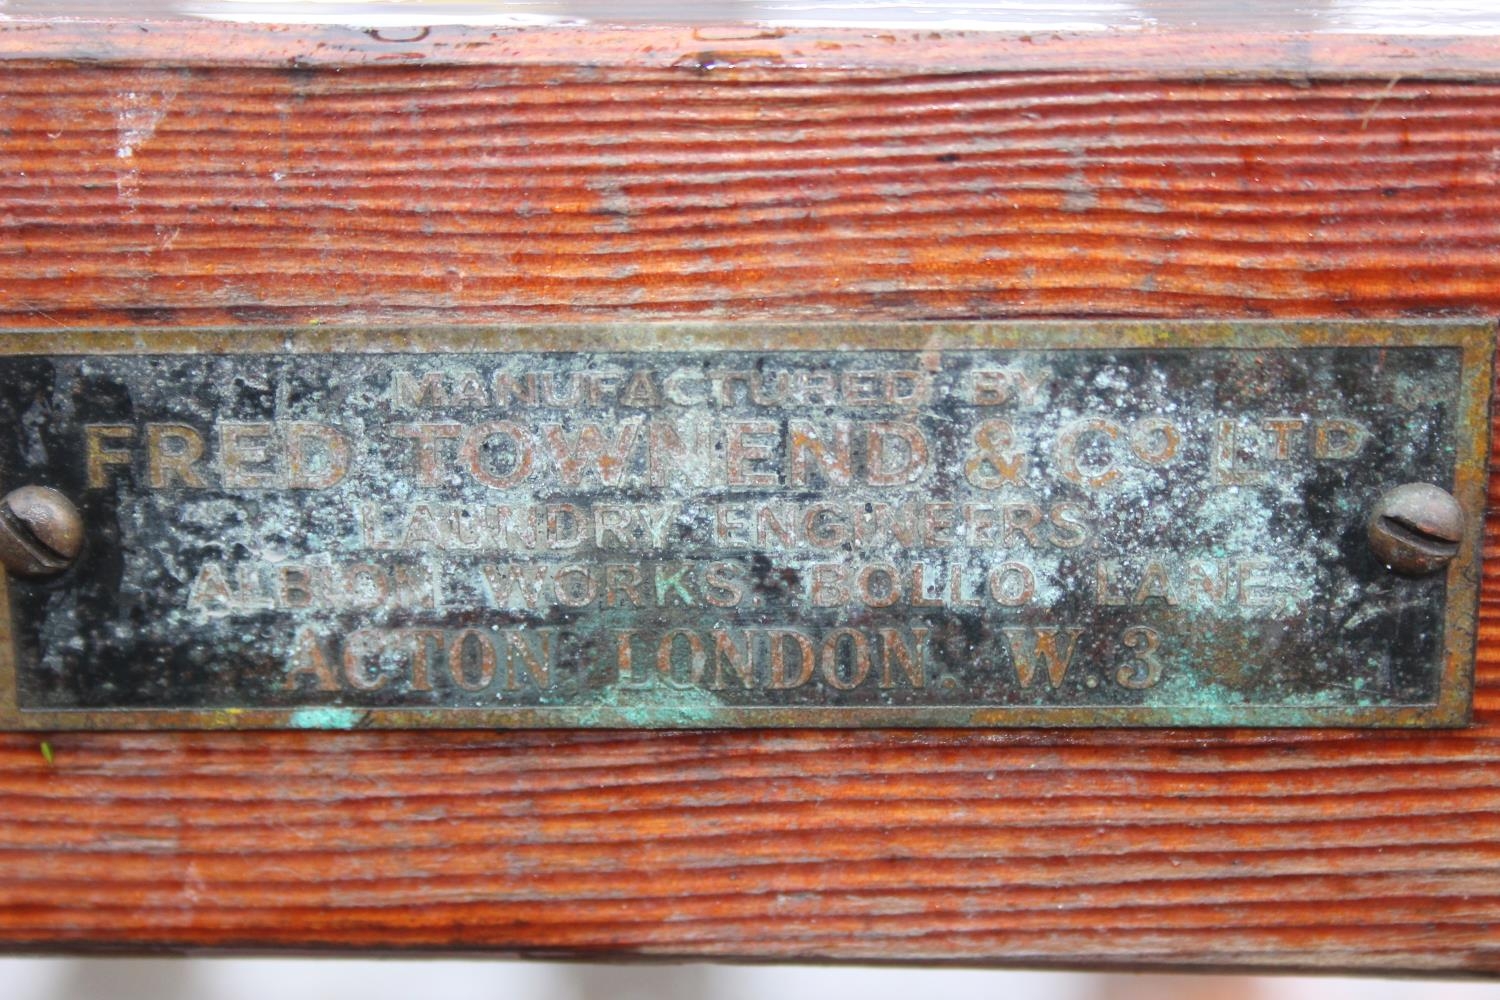 MANUFACTURED BY
FRED TOWNEND & Co LTD
LAUNDRY ENGINEERS
ALBION WORKS, BOLLO LANE,
ACTON LONDON. W.3